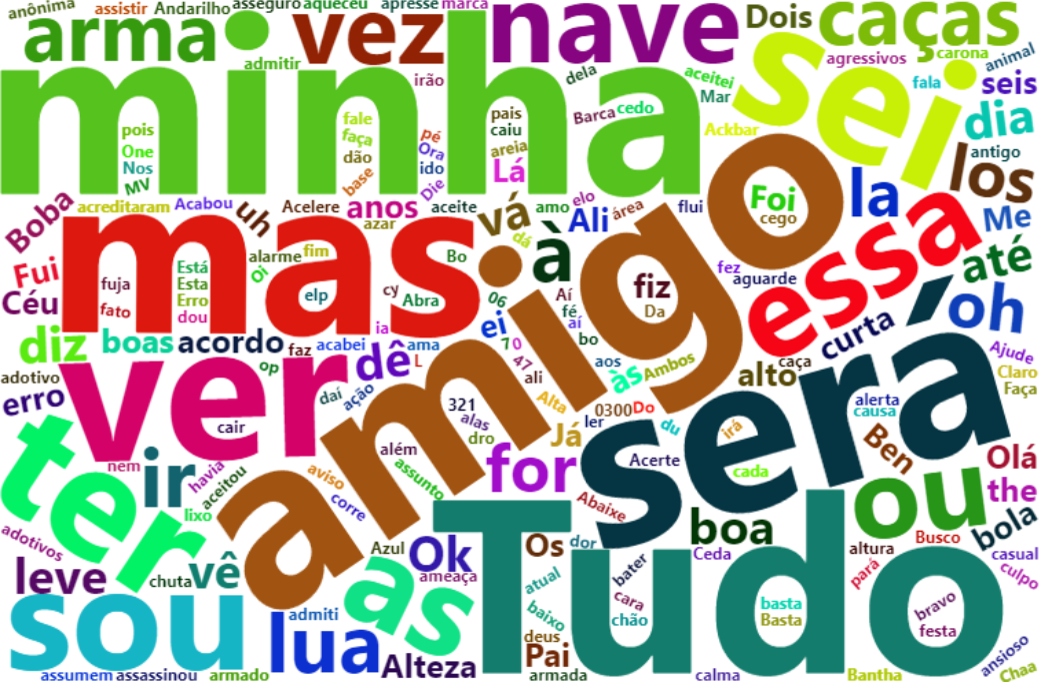 anônima
assistir
Andarilho
asseguro
aqueceu
apresse
marca
arma
vez
nave
Dois
caças
admitir
irão
dela
aceitei
agressivos
carona
fala
animal
seis
minha
sei
pois
One
Nos
MV
fale
faça
dão
base
pé
Ora
ido
Die
pais
caiu
areia
Lá
Barca
cedo
Mar
Ackbar
dia
antigo
los
Boba
acreditaram
Acabou
uh
Acelere
anos
azar
aceite
vá
dá
amo
elo
Ali
área
flui
Foi
cego
la
Me
até
Fui
Céu
mas
fuja
fato
Está
Esta
Erro
dou
alarme
Oi
fim
elp
cy
Abra
Bo
à
amigo
fiz
Da
fez
aguarde
essa
oh
06
Aí
fé
aí
bo
ei
70
47
ali
diz
boas
acordo
faz
ia
acabei
dê
ama
L
op
aos
às
Ambos
alto
caça
curta
Ajude
Claro
Faça
adotivo
erro
ver
cair
daí
ação
321
alas
dro
Alta
Já
0300
Do
ler
du
irá
será
alerta
causa
Ben
Olá
ter
nem
ir
havia
aceitou
lixo
aviso
corre
além
assunto
for
Abaixe
Acerte
cada
boa
ou
the
bola
adotivos
leve
chuta
vê
Azul
Ok
ameaça
as
Os
dor
bater
Ceda
altura
pará
Busco
casual
culpo
sou
admiti
lua
Alteza
atual
baixo
deus
Pai
cara
chão
basta
Basta
bravo
festa
Tudo
assumem
assassinou
armado
armada
calma
Bantha
ansioso
Chaa